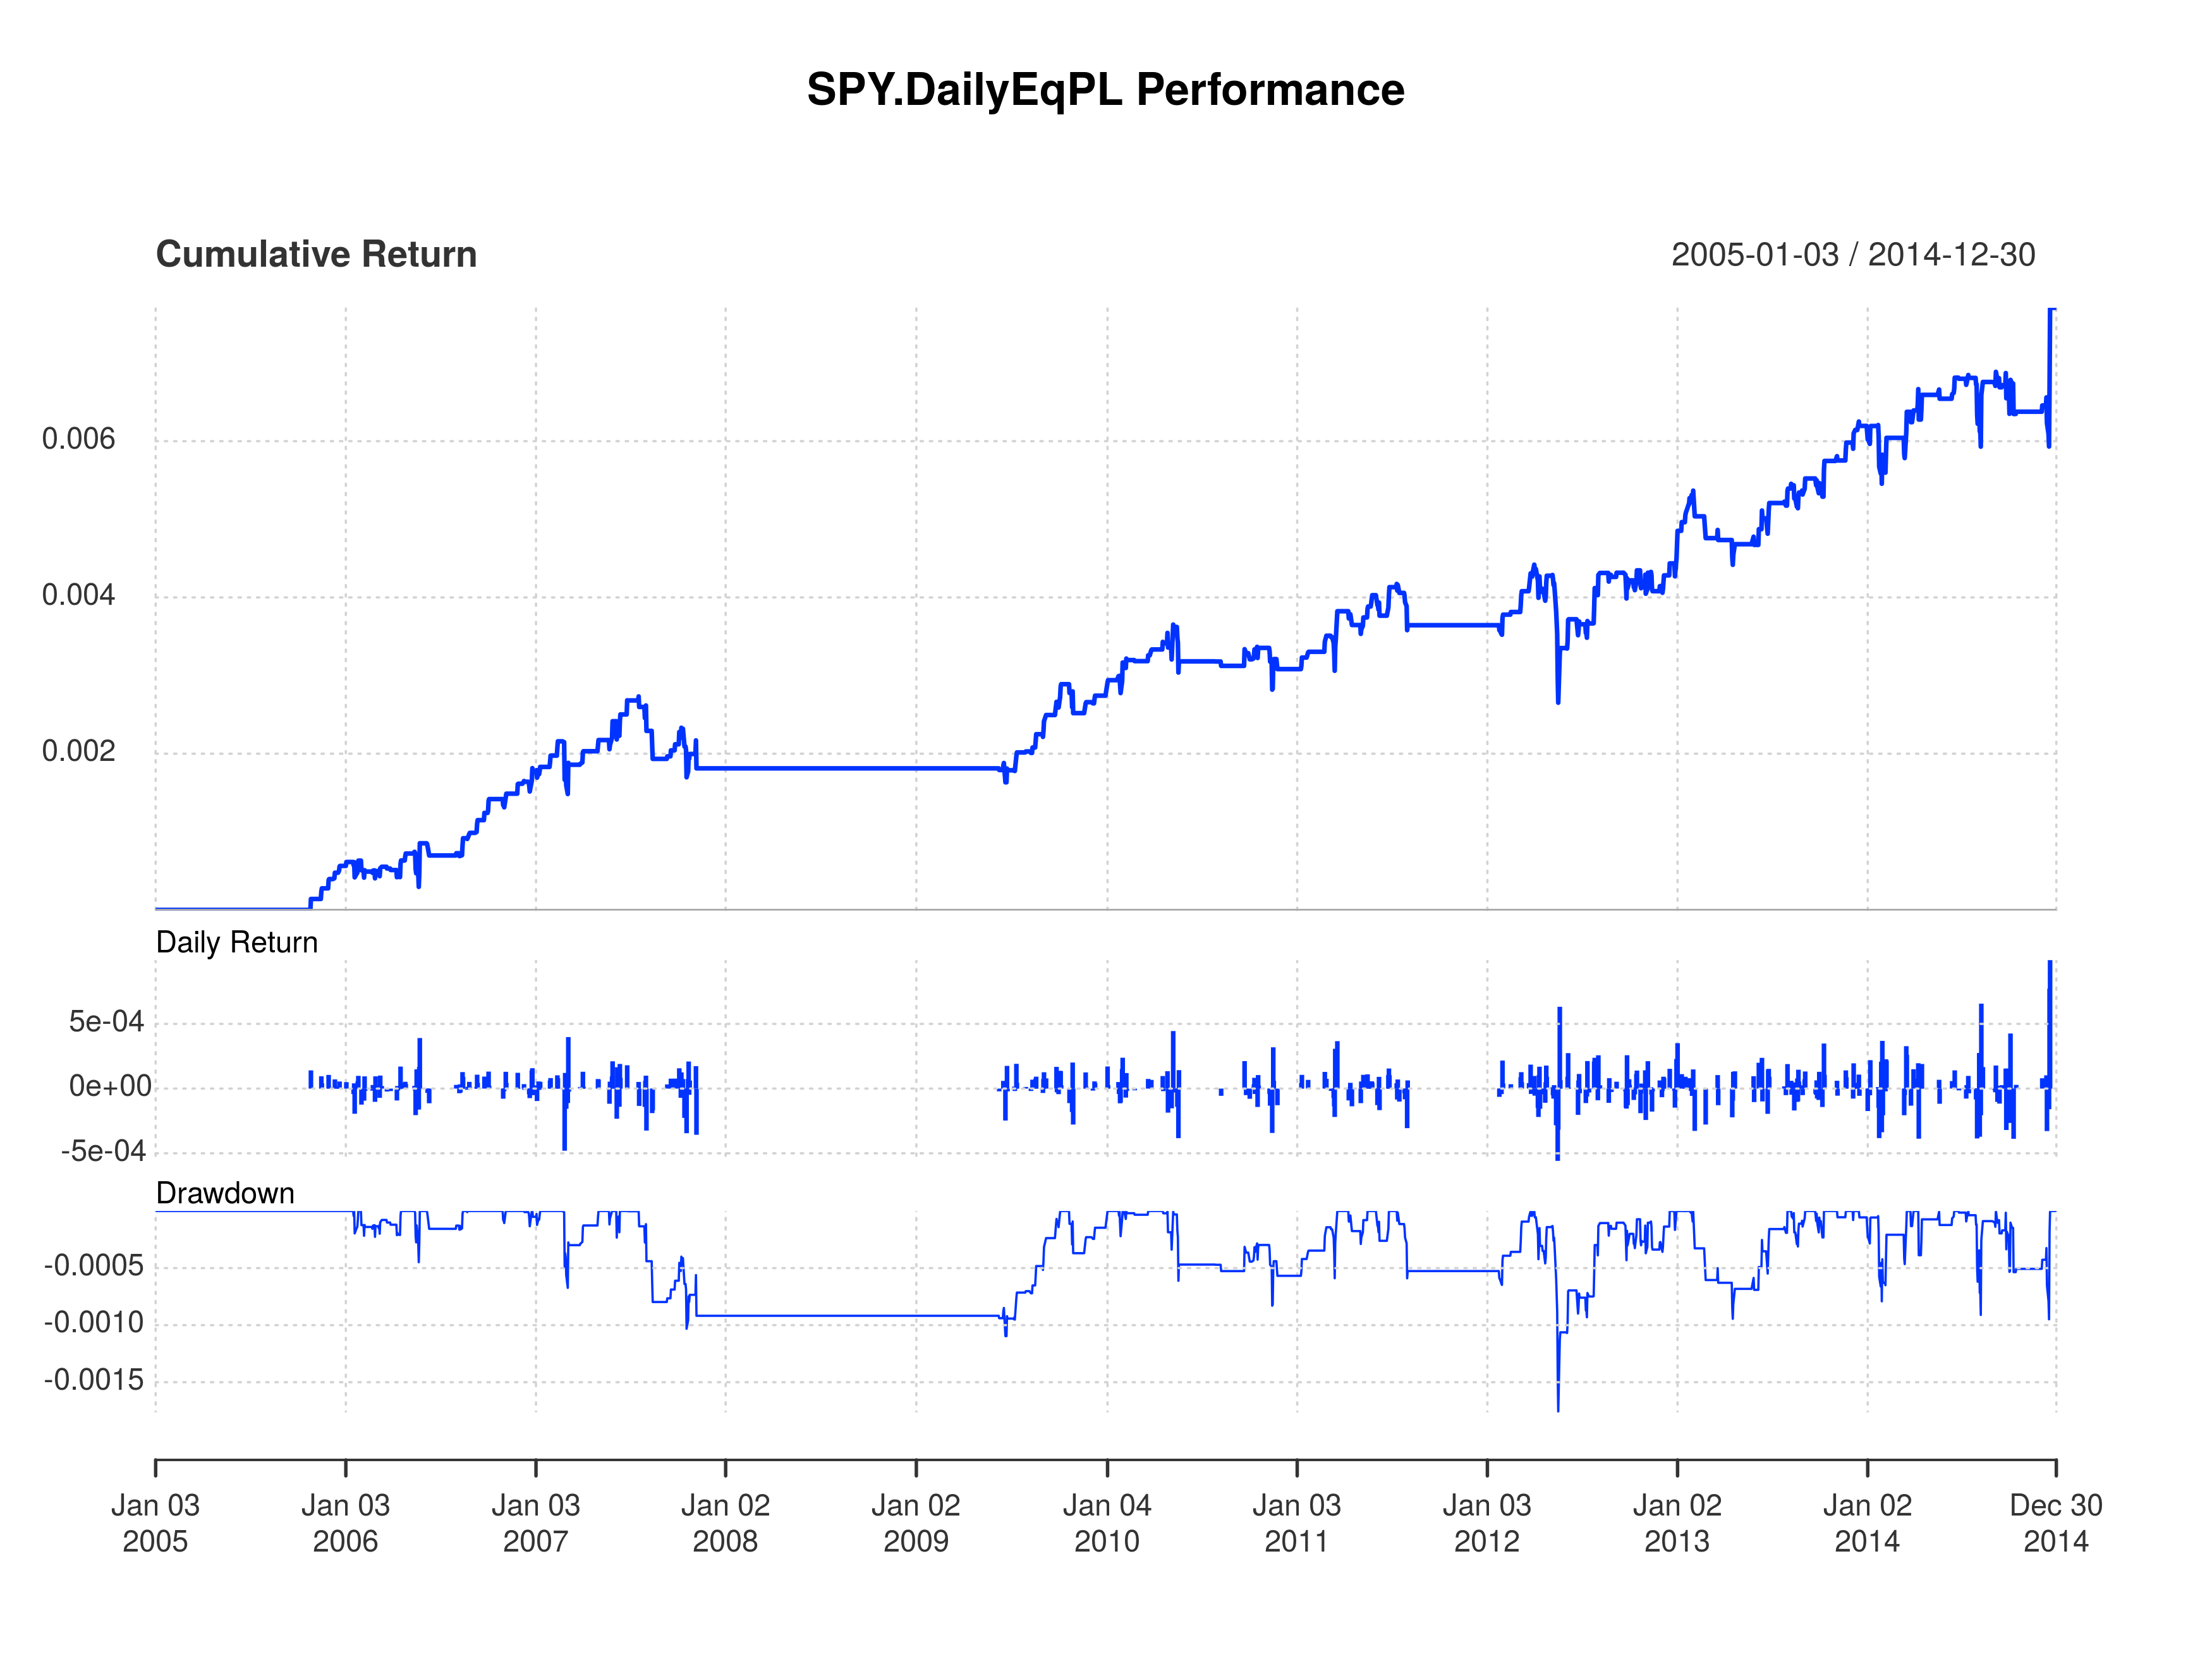 SPY.DailyEqPL Performance
Cumulative Return
2005-01-03 / 2014-12-30
0.006
0.004
0.002
Daily Return
5e-04
0e+00
-5e-04
Drawdown
-0.0005
-0.0010
-0.0015
Jan 03 Jan 03 Jan 03 Jan 02 Jan 02 Jan 04 Jan 03 Jan 03 Jan 02 Jan 02 Dec 30
2005 2006 2007 2008 2009 2010 2011 2012 2013 2014 2014